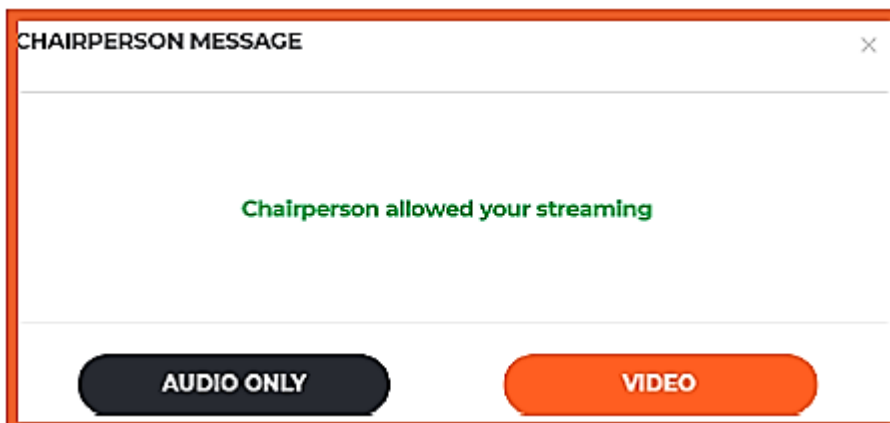 CHAIRPERSON MESSAGE
Chairperson allowed your streaming
AUDIO ONLY
VIDEO